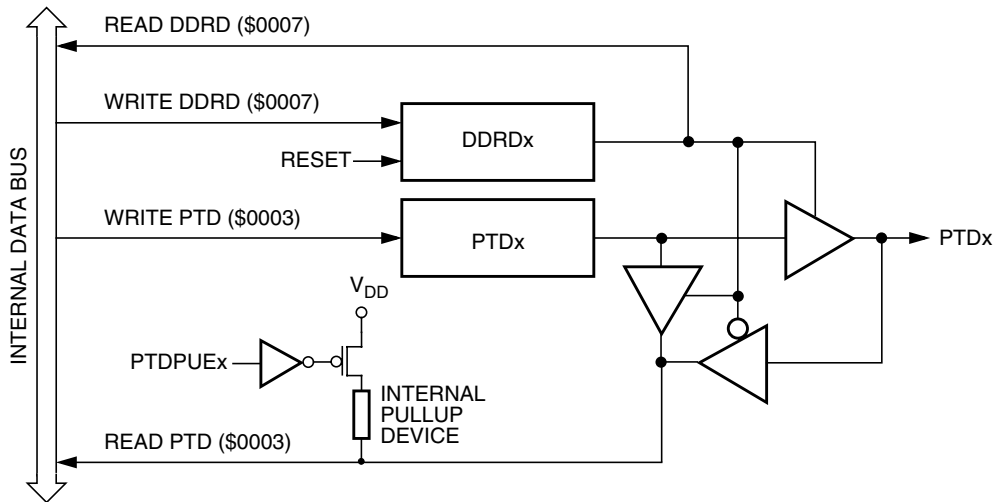 READ DDRD ($0007)
WRITE DDRD ($0007)
DDRDx
RESET
WRITE PTD ($0003)
PTDx
PTDx
INTERNAL DATA BUS
VDD
PTDPUEx
INTERNAL
PULLUP
DEVICE
READ PTD ($0003)